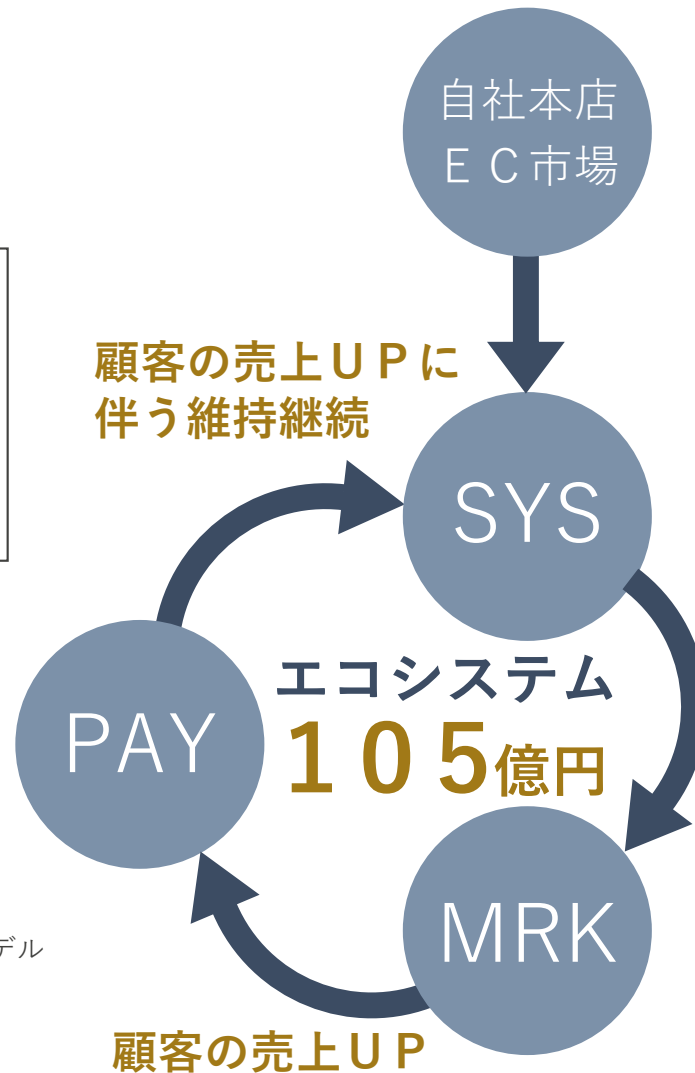 自社本店
ＥＣ市場
顧客の売上ＵＰに
伴う維持継続
SYS
エコシステム
１０５億円
PAY
MRK
デル
顧客の売上ＵＰ